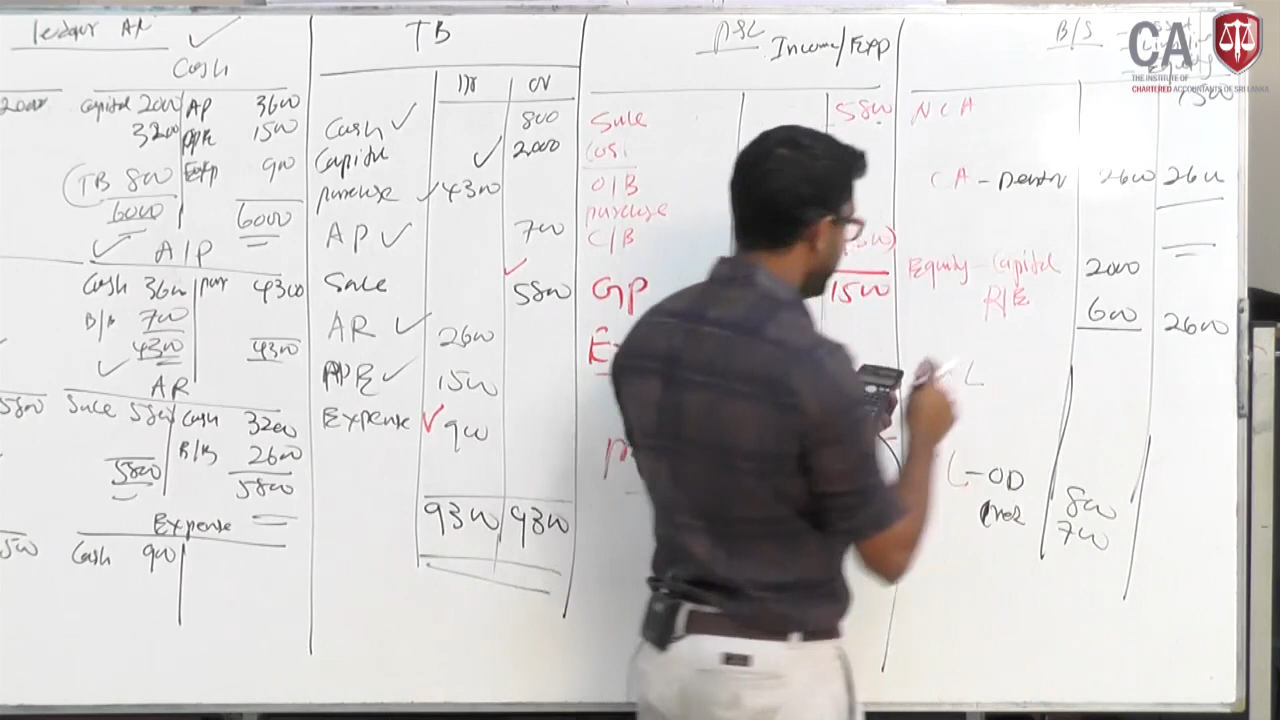 ledger
Cash
2000 capital 2000 AP 3600
3200 PPE 1500
Exp 900
TB 800
6000 6000
A/P
Cash 3600 pur 4300
B/B 700
4300 4300
AR
5800 Sale 5800 Cash 3200
B/B 2600
5800 5800
Expense
Cash 900
TB
Dr Cr
Cash 800
Capital 2000
purchase 4300
AP 700
Sale 5800
AR 2600
PPE 1500
Expense 900
9300 9300
P&L Income/Exp
Sale 5800
O/B
purchase
C/B
GP 1500
B/S
CA
THE INSTITUTE OF
CHARTERED ACCOUNTANTS OF SRI LANKA
NCA 1500
CA - 2600 2600
Equity - Capital 2000
R/E 600 2600
L
L - OD 800
700